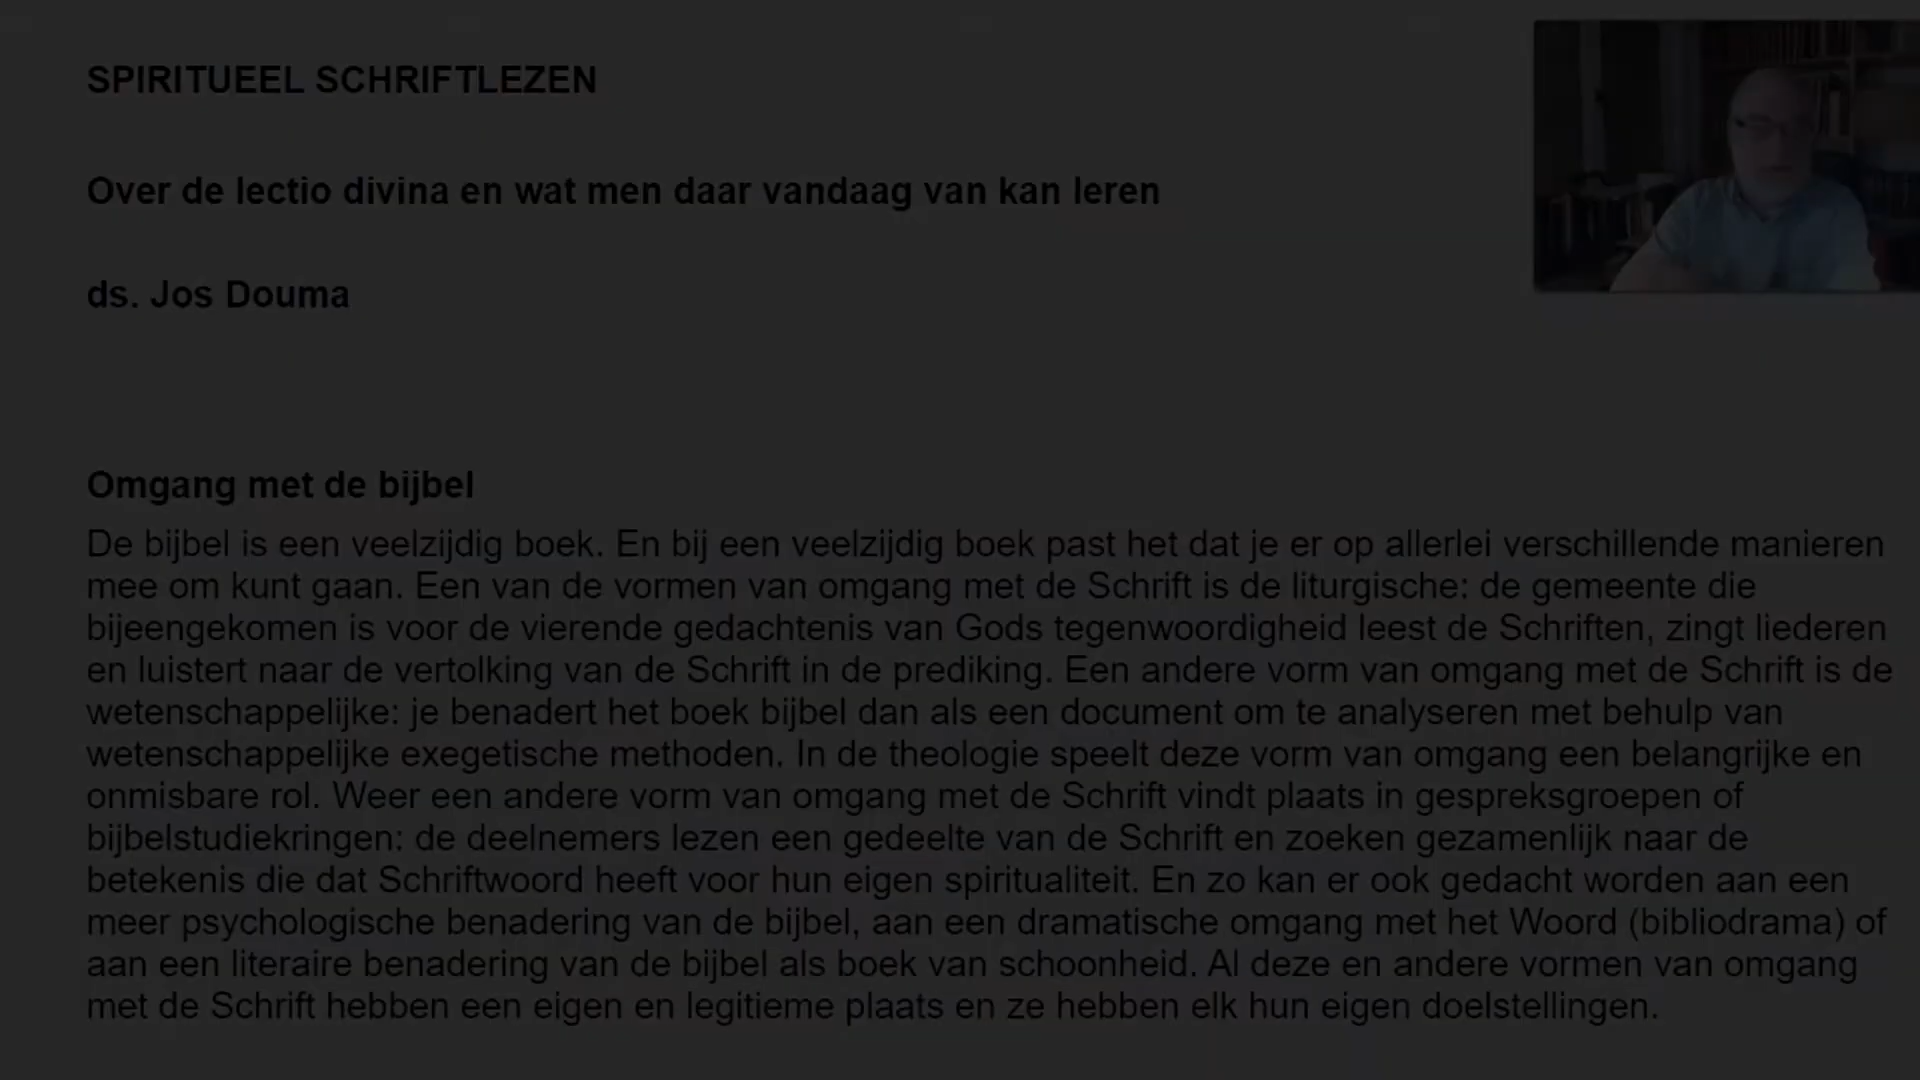 SPIRITUEEL SCHRIFTLEZEN
Over de lectio divina en wat men daar vandaag van kan leren
ds. Jos Douma
Omgang met de bijbel
De bijbel is een veelzijdig boek. En bij een veelzijdig boek past het dat je er op allerlei verschillende manieren
mee om kunt gaan. Een van de vormen van omgang met de Schrift is de liturgische: de gemeente die
bijeengekomen is voor de vierende gedachtenis van Gods tegenwoordigheid leest de Schriften, zingt liederen
en luistert naar de vertolking van de Schrift in de prediking. Een andere vorm van omgang met de Schrift is de
wetenschappelijke: je benadert het boek bijbel dan als een document om te analyseren met behulp van
wetenschappelijke exegetische methoden. In de theologie speelt deze vorm van omgang een belangrijke en
onmisbare rol. Weer een andere vorm van omgang met de Schrift vindt plaats in gespreksgroepen of
bijbelstudiekringen: de deelnemers lezen een gedeelte van de Schrift en zoeken gezamenlijk naar de
betekenis die dat Schriftwoord heeft voor hun eigen spiritualiteit. En zo kan er ook gedacht worden aan een
meer psychologische benadering van de bijbel, aan een dramatische omgang met het Woord (bibliodrama) of
aan een literaire benadering van de bijbel als boek van schoonheid. Al deze en andere vormen van omgang
met de Schrift hebben een eigen en legitieme plaats en ze hebben elk hun eigen doelstellingen.